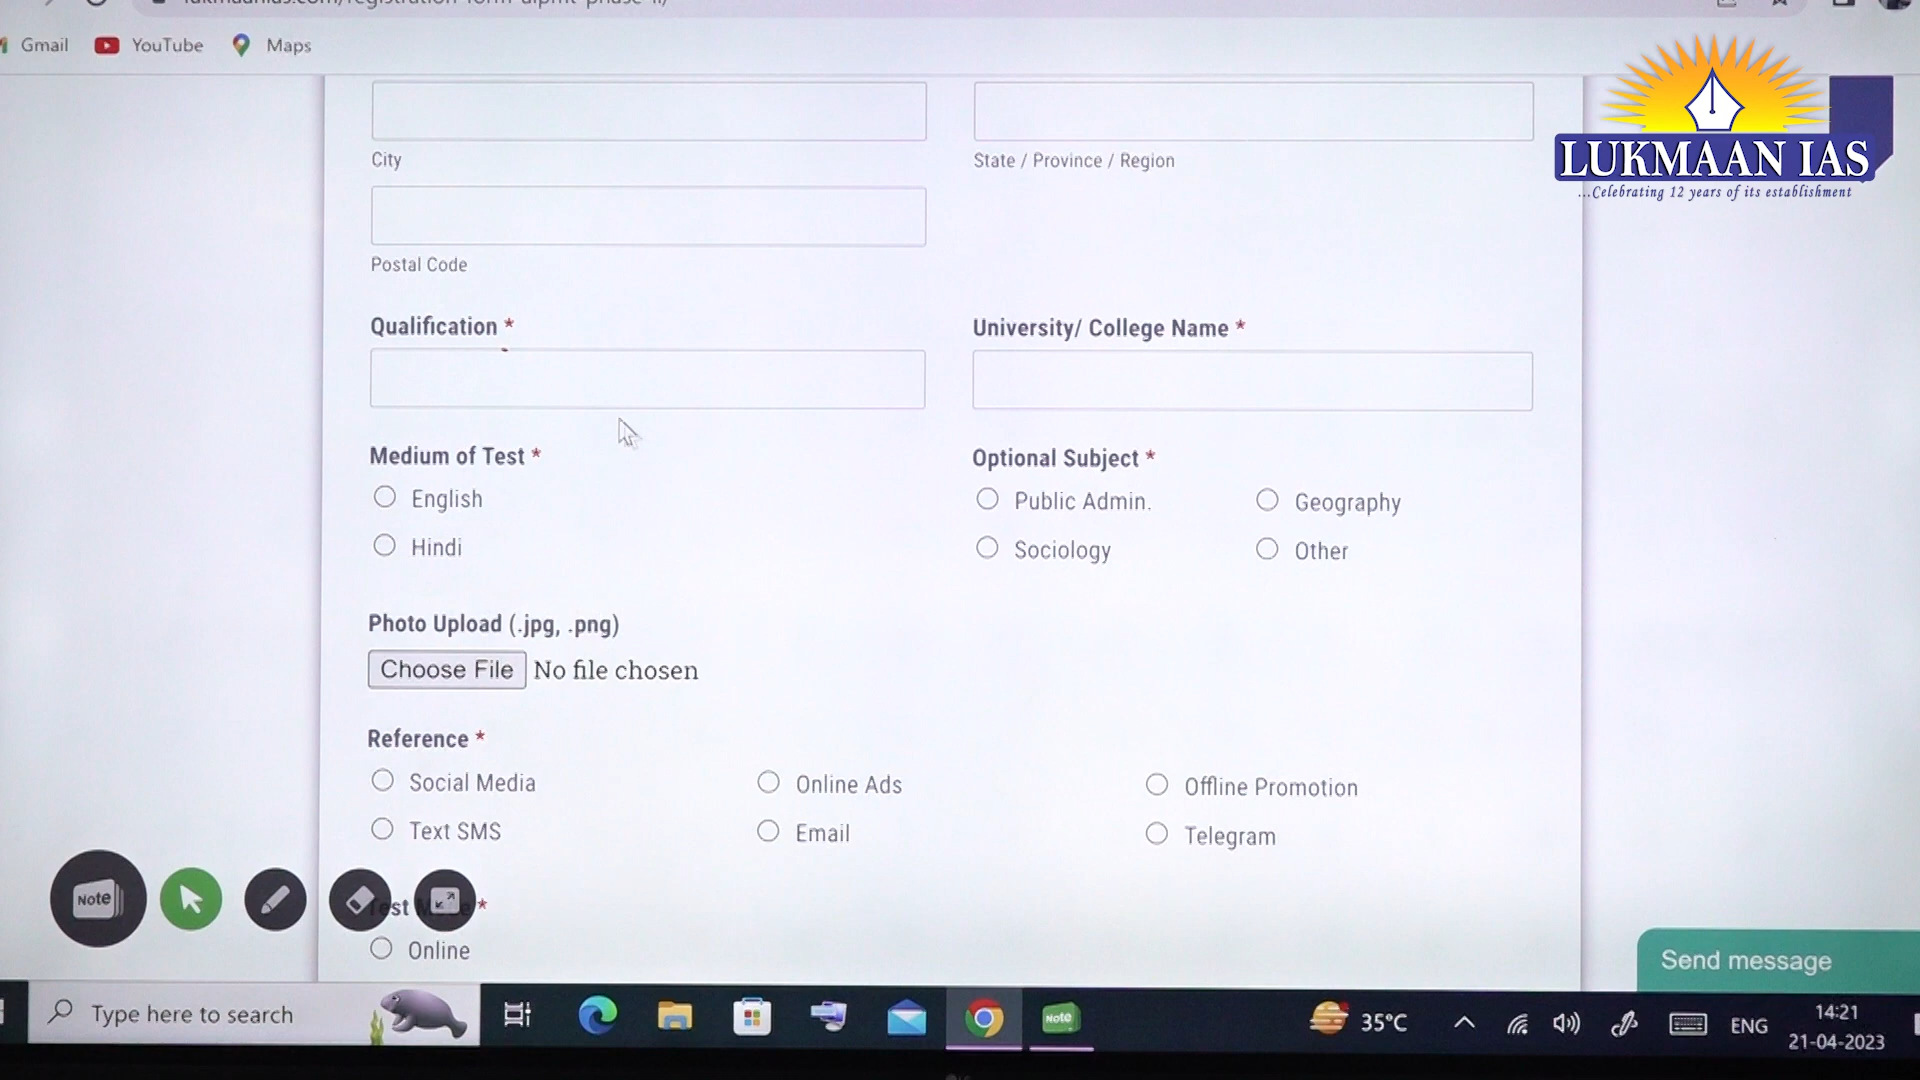 Gmail YouTube Maps
LUKMAAN IAS
...Celebrating 12 years of its establishment
City State / Province / Region
Postal Code
Qualification * University/ College Name *
Medium of Test * Optional Subject *
English Public Admin. Geography
Hindi Sociology Other
Photo Upload (.jpg, .png)
Choose File No file chosen
Reference *
Social Media Online Ads Offline Promotion
Text SMS Email Telegram
Note
*
Online
Send message
Type here to search
Note
35°C
ENG
14:21
21-04-2023